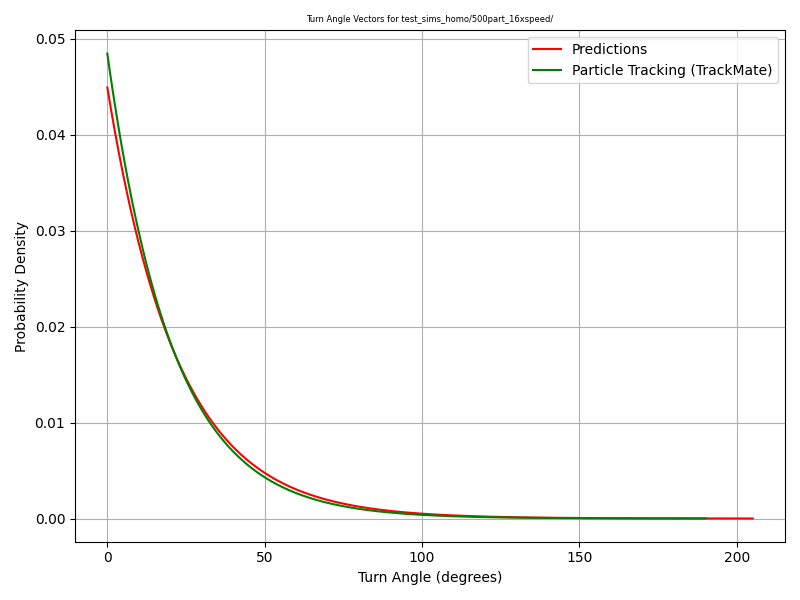 Turn Angle Vectors for test_sims_homo/500part_16xspeed/
Predictions
Particle Tracking (TrackMate)
Probability Density
0.05
0.04
0.03
0.02
0.01
0.00
0
50
100
150
200
Turn Angle (degrees)